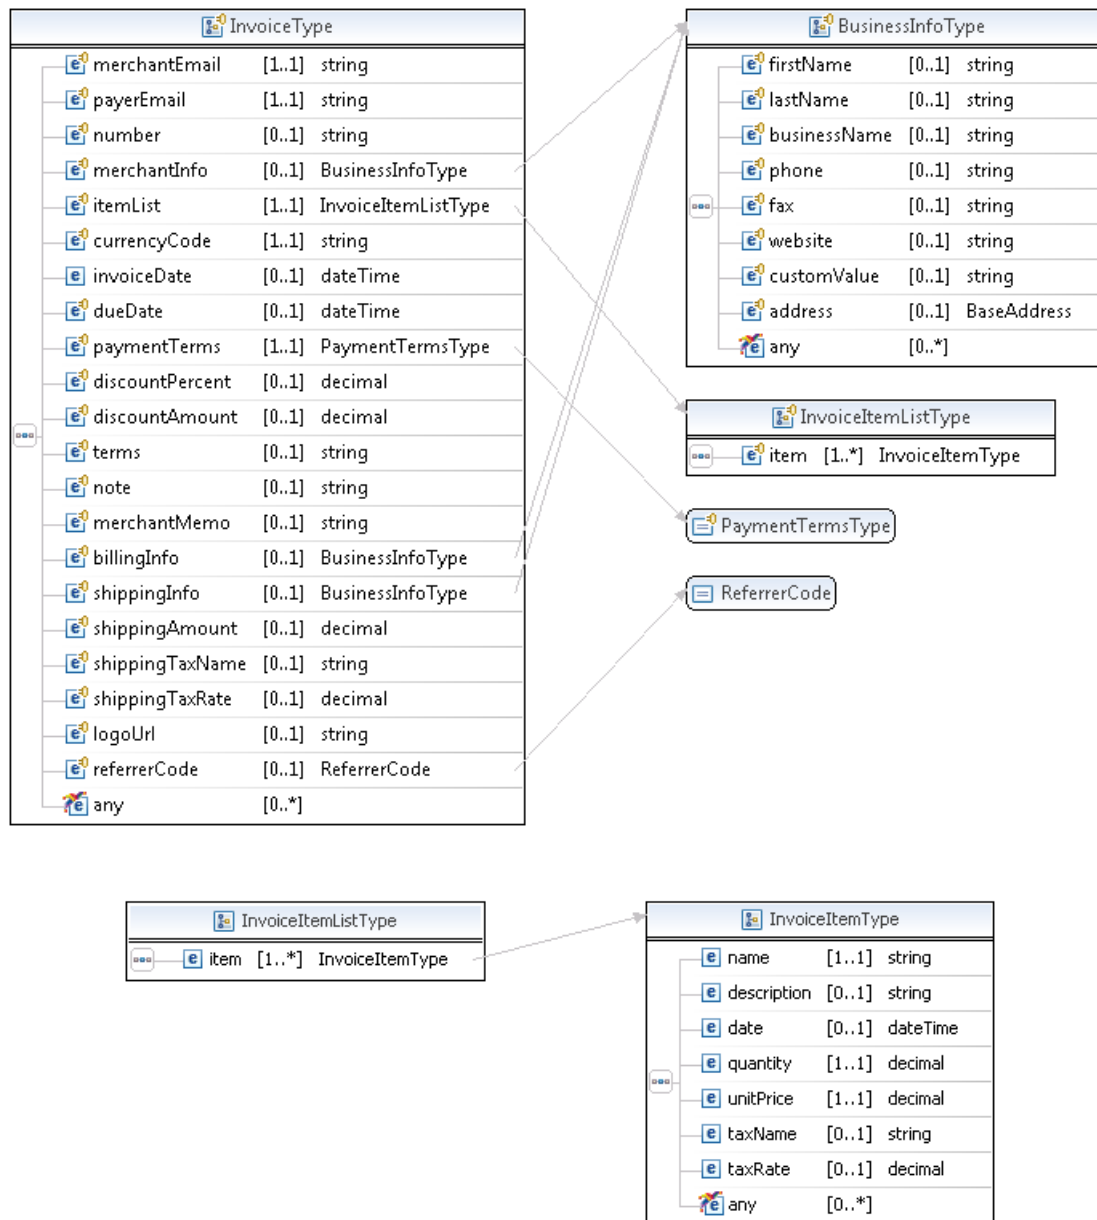 InvoiceType
merchantEmail [1..1] string
payerEmail [1..1] string
number [0..1] string
merchantInfo [0..1] BusinessInfoType
itemList [1..1] InvoiceItemListType
currencyCode [1..1] string
invoiceDate [0..1] dateTime
dueDate [0..1] dateTime
paymentTerms [1..1] PaymentTermsType
discountPercent [0..1] decimal
discountAmount [0..1] decimal
terms [0..1] string
note [0..1] string
merchantMemo [0..1] string
billingInfo [0..1] BusinessInfoType
shippingInfo [0..1] BusinessInfoType
shippingAmount [0..1] decimal
shippingTaxName [0..1] string
shippingTaxRate [0..1] decimal
logoUrl [0..1] string
referrerCode [0..1] ReferrerCode
any [0..*]
BusinessInfoType
firstName [0..1] string
lastName [0..1] string
businessName [0..1] string
phone [0..1] string
fax [0..1] string
website [0..1] string
customValue [0..1] string
address [0..1] BaseAddress
any [0..*]
InvoiceItemListType
item [1..*] InvoiceItemType
PaymentTermsType
ReferrerCode
InvoiceItemListType
item [1..*] InvoiceItemType
InvoiceItemType
name [1..1] string
description [0..1] string
date [0..1] dateTime
quantity [1..1] decimal
unitPrice [1..1] decimal
taxName [0..1] string
taxRate [0..1] decimal
any [0..*]